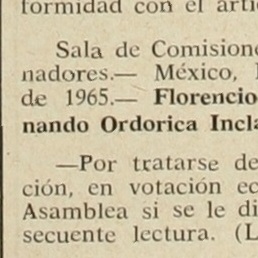 formidad con el artí
Sala de Comisione
nadores.— México,
de 1965.— Florencio
nando Ordorica Incla
—Por tratarse de
ción, en votación ec
Asamblea si se le di
secuente lectura. (L